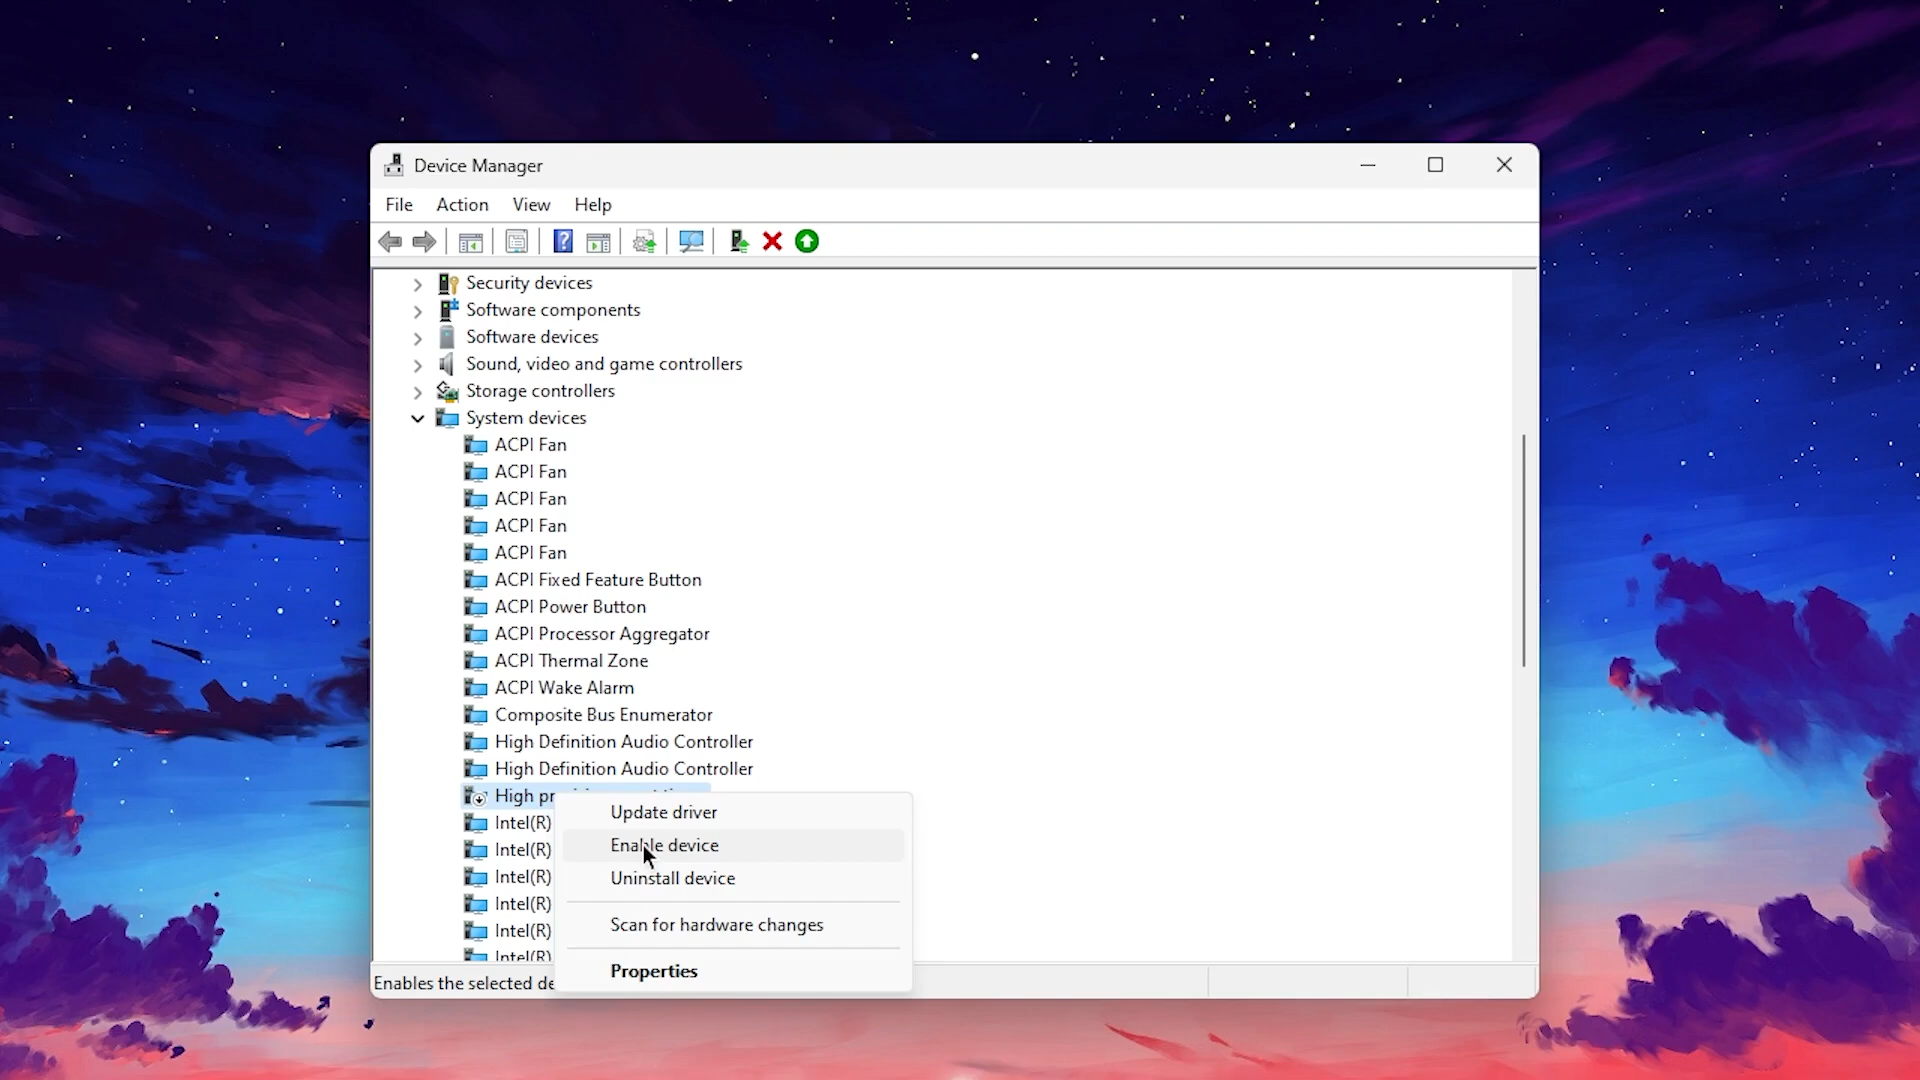 Device Manager
File Action View Help
Security devices
Software components
Software devices
Sound, video and game controllers
Storage controllers
System devices
ACPI Fan
ACPI Fan
ACPI Fan
ACPI Fan
ACPI Fan
ACPI Fixed Feature Button
ACPI Power Button
ACPI Processor Aggregator
ACPI Thermal Zone
ACPI Wake Alarm
Composite Bus Enumerator
High Definition Audio Controller
High Definition Audio Controller
High
Intel(R)
Intel(R)
Intel(R)
Intel(R)
Intel(R)
Intel(R)
Update driver
Enable device
Uninstall device
Scan for hardware changes
Properties
Enables the selected